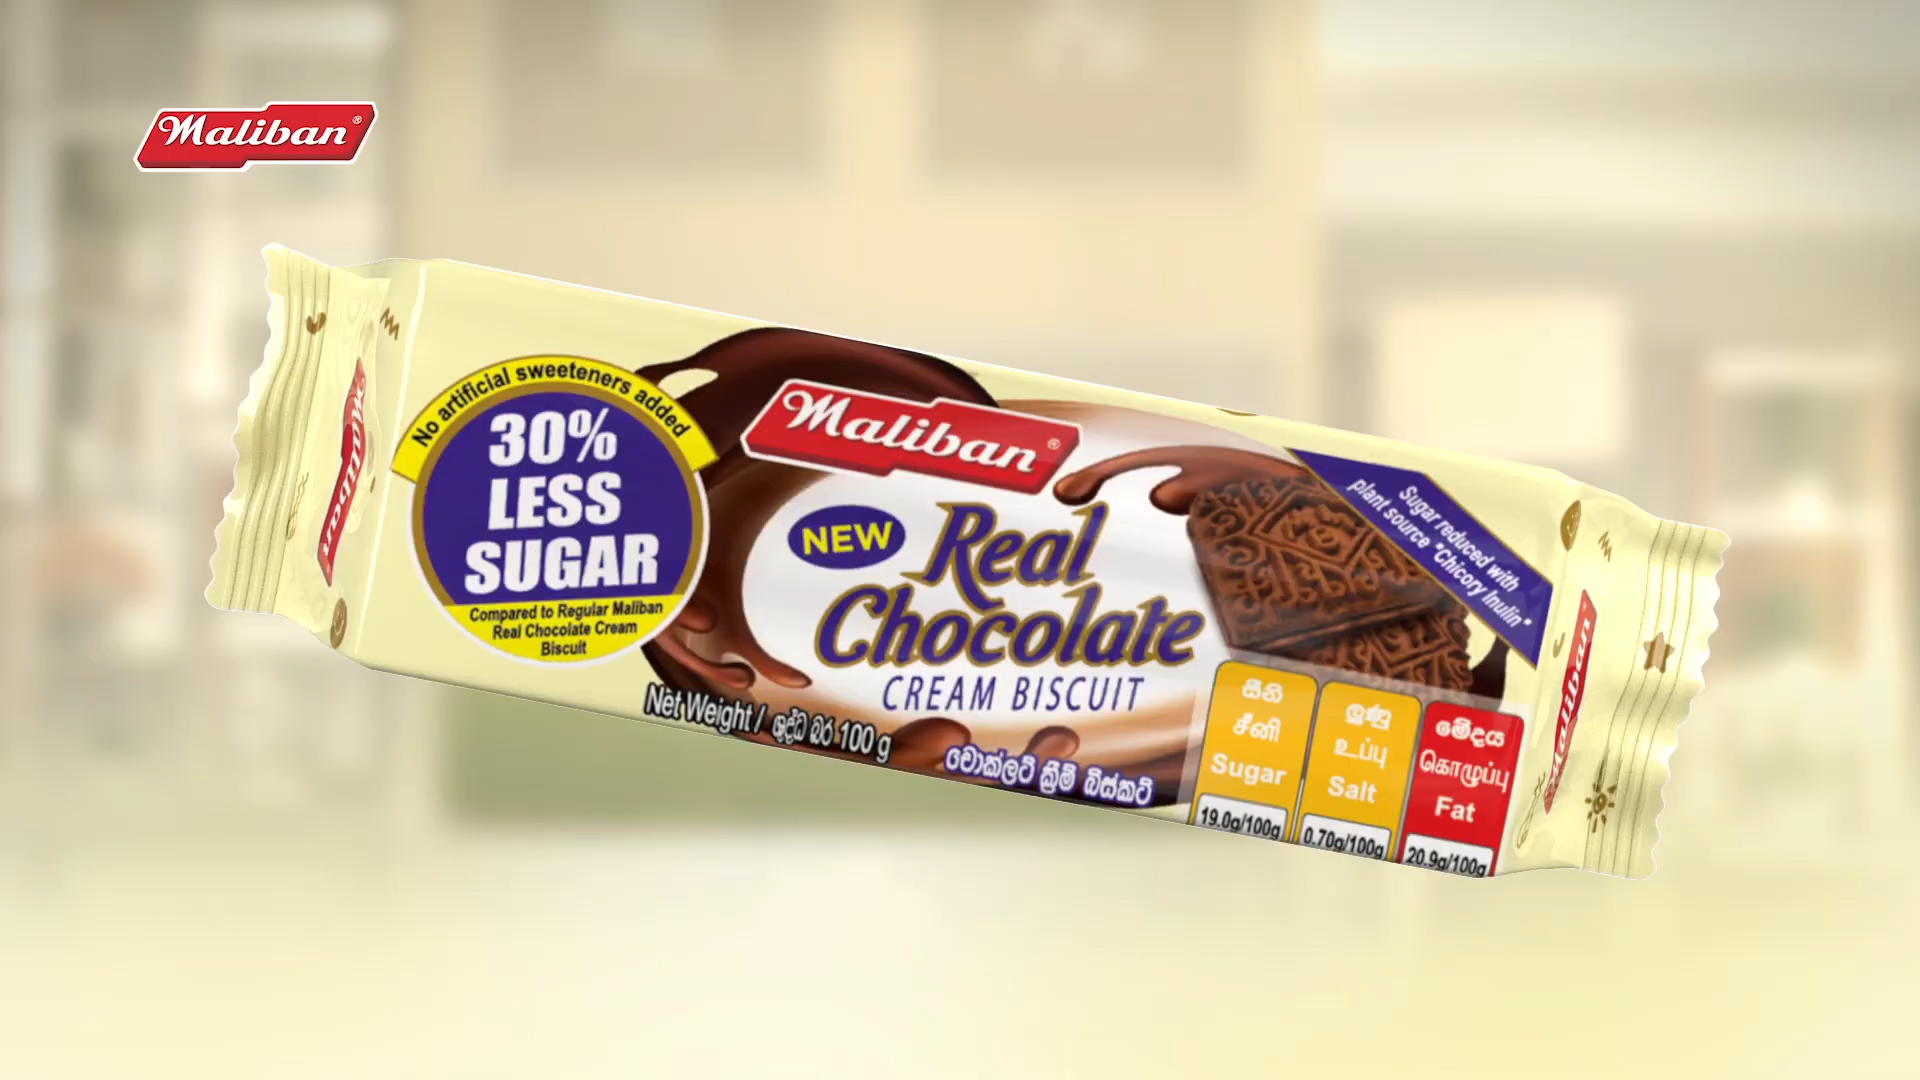 Maliban®
No artificial sweeteners added
30%
LESS
SUGAR
Compared to Regular Maliban
Real Chocolate Cream
Biscuit
Maliban®
NEW
Real
Chocolate
CREAM BISCUIT
Sugar reduced with
plant source "Chicory Inulin"
Net Weight / ශුද්ධ බර 100 g
චොක්ලට් ක්‍රීම් බිස්කට්
සීනි
சீனி
Sugar
19.0g/100g
ලුණු
உப்பு
Salt
0.70g/100g
මේදය
கொழுப்பு
Fat
20.9g/100g
Maliban
Maliban